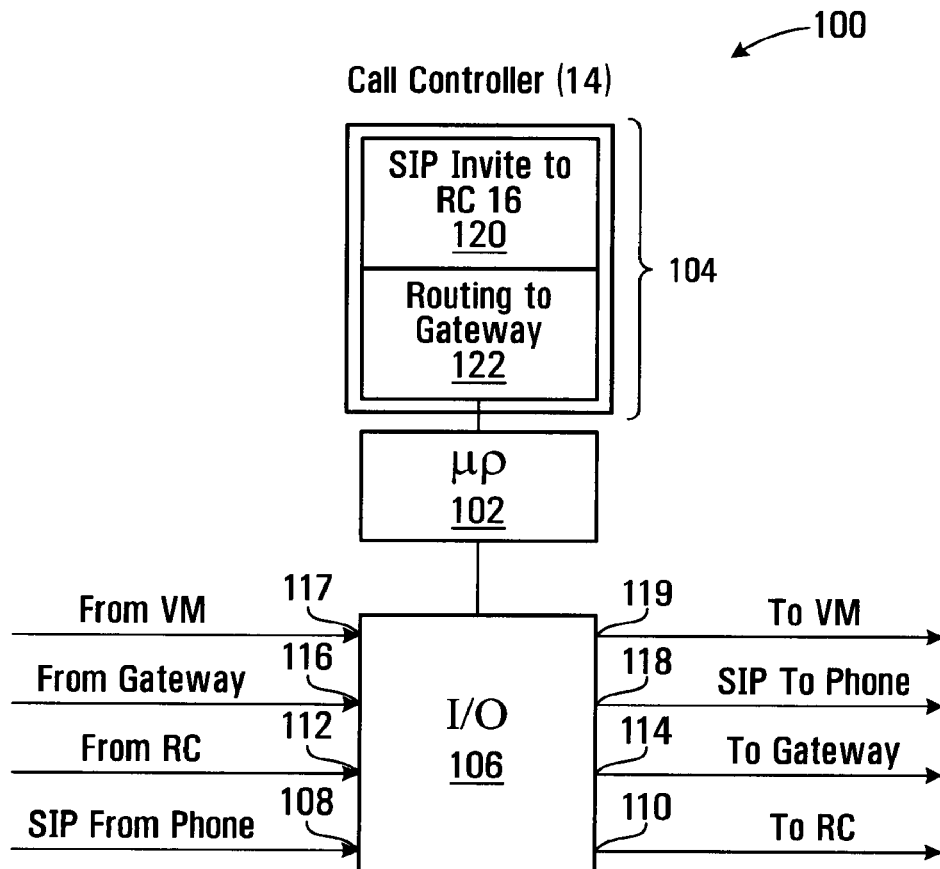 100
Call Controller (14)
SIP Invite to
RC 16
120
Routing to
Gateway
122
104
μρ
102
From VM
117
119
To VM
From Gateway
116
118
SIP To Phone
I/O
106
From RC
112
114
To Gateway
SIP From Phone
108
110
To RC